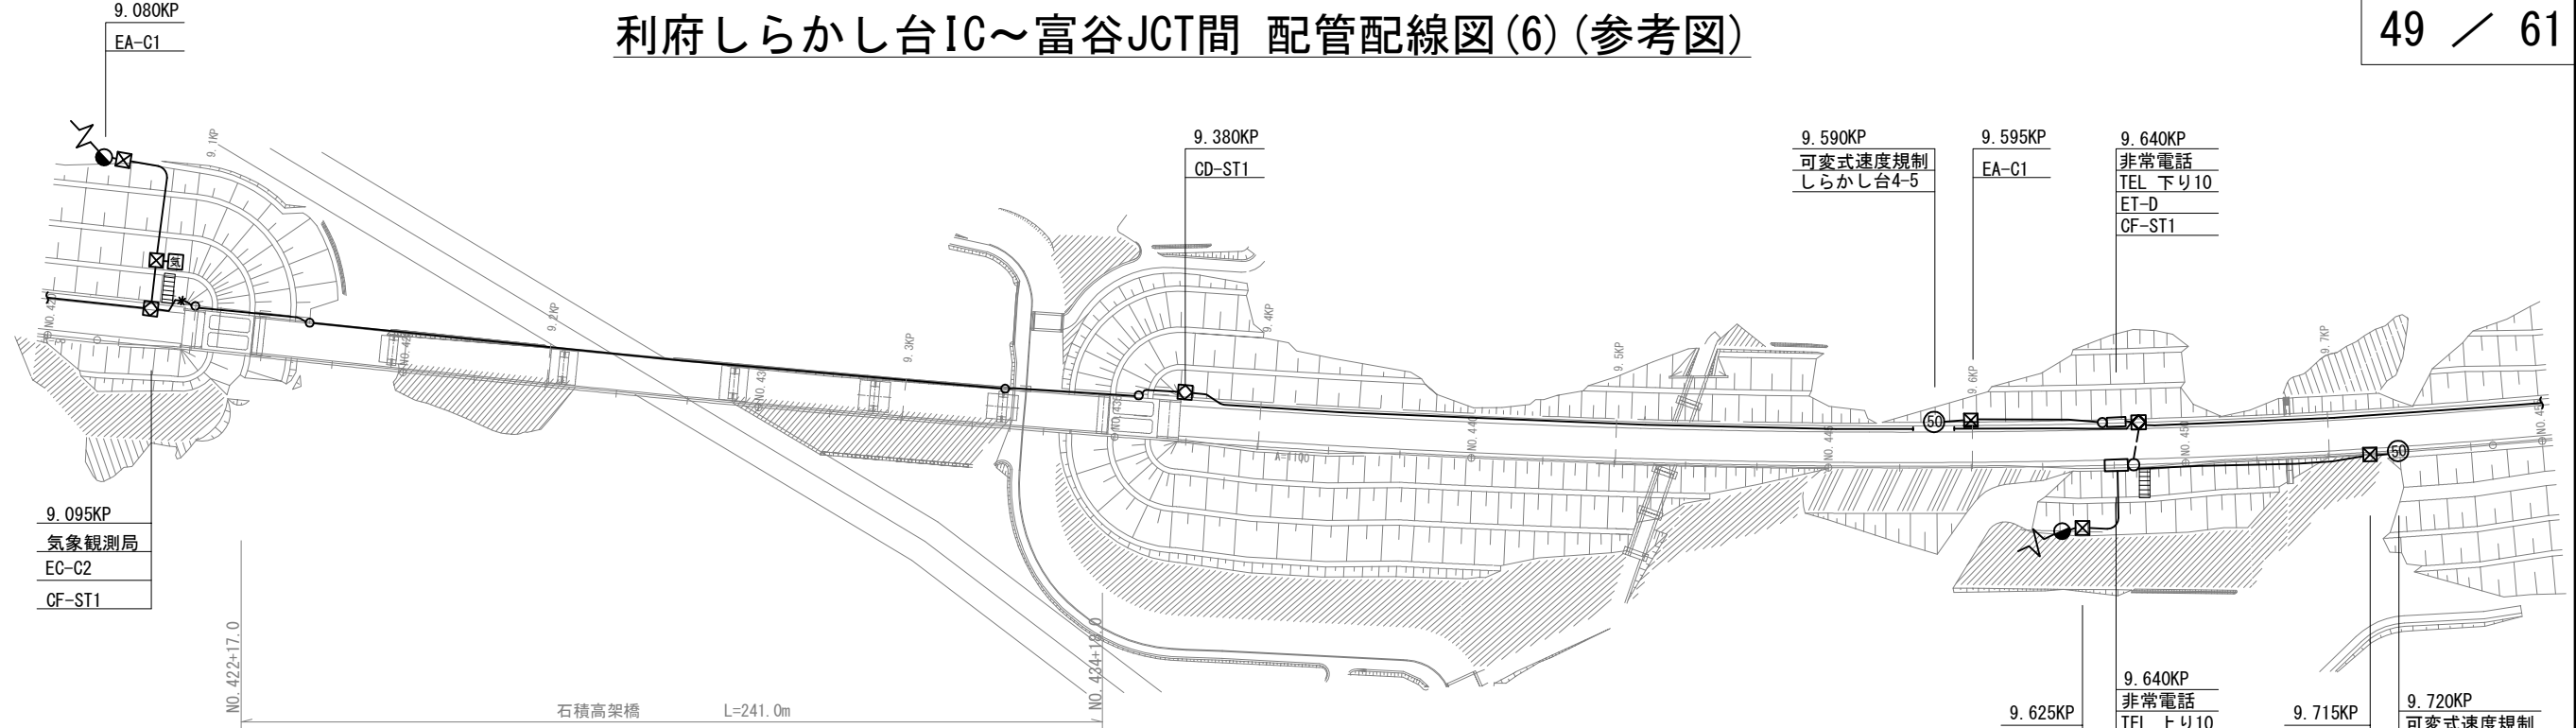 利府しらかし台IC～富谷JCT間 配管配線図(6)(参考図)
49 ／ 61
9.080KP
EA-C1
9.380KP
CD-ST1
9.590KP
可変式速度規制
しらかし台4-5
9.595KP
EA-C1
9.640KP
非常電話
TEL 下り10
ET-D
CF-ST1
9.1KP
9.2KP
9.3KP
9.4KP
9.5KP
9.6KP
9.7KP
気
50
50
NO.440
A=1100
NO.445
NO.450
9.095KP
気象観測局
EC-C2
CF-ST1
NO.422+17.0
NO.434+18.0
石積高架橋 L=241.0m
9.625KP
9.640KP
非常電話
TEL 上り10
9.715KP
9.720KP
可変式速度規制